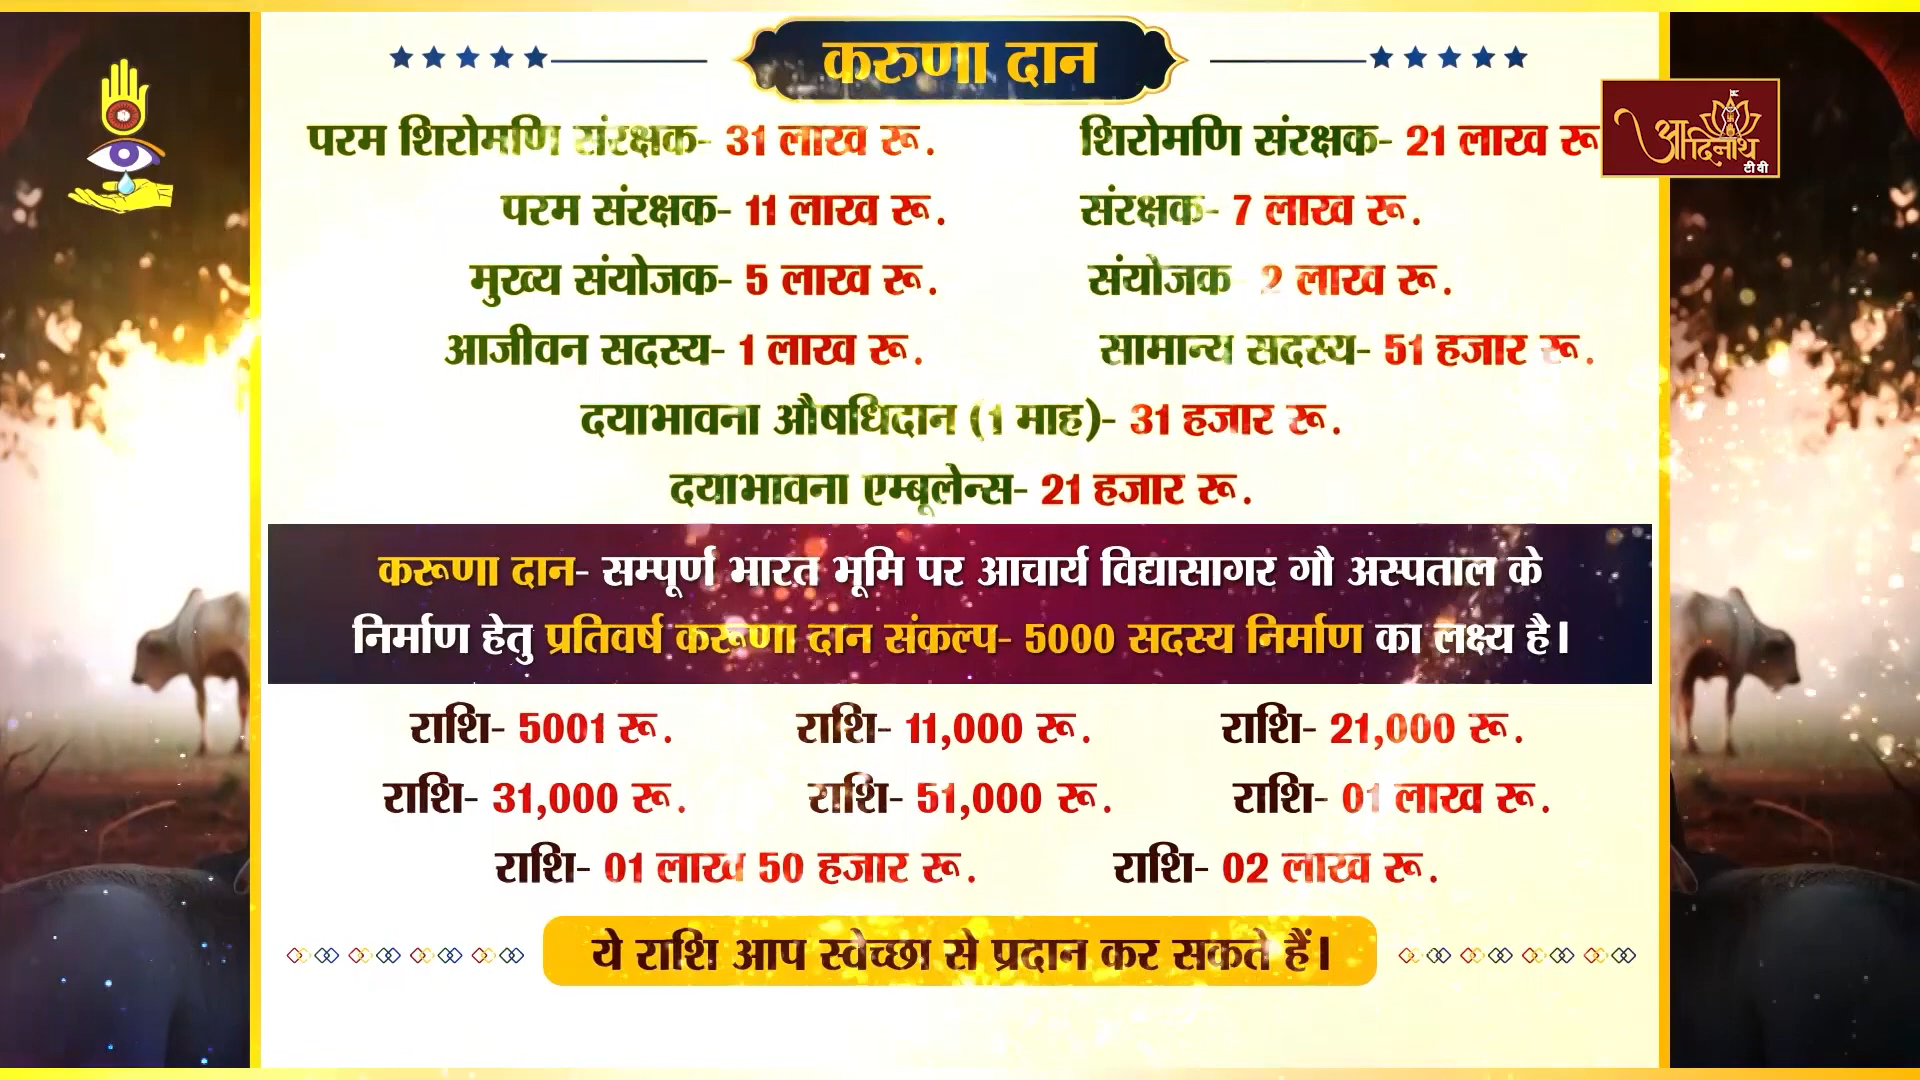 करुणा दान
परम शिरोमणि संरक्षक- 31 लाख रू. शिरोमणि संरक्षक- 21 लाख रू
आदिनाथ
टीवी
परम संरक्षक- 11 लाख रू. संरक्षक- 7 लाख रू.
मुख्य संयोजक- 5 लाख रू. संयोजक 2 लाख रू.
आजीवन सदस्य- 1 लाख रू. सामान्य सदस्य- 51 हजार रू.
दयाभावना औषधिदान (1 माह)- 31 हजार रू.
दयाभावना एम्बूलेन्स- 21 हजार रू.
करूणा दान- सम्पूर्ण भारत भूमि पर आचार्य विद्यासागर गौ अस्पताल के
निर्माण हेतु प्रतिवर्ष करूणा दान संकल्प- 5000 सदस्य निर्माण का लक्ष्य है।
राशि- 5001 रू. राशि- 11,000 रू. राशि- 21,000 रू.
राशि- 31,000 रू. राशि- 51,000 रू. राशि- 01 लाख रू.
राशि- 01 लाख 50 हजार रू. राशि- 02 लाख रू.
ये राशि आप स्वेच्छा से प्रदान कर सकते हैं।